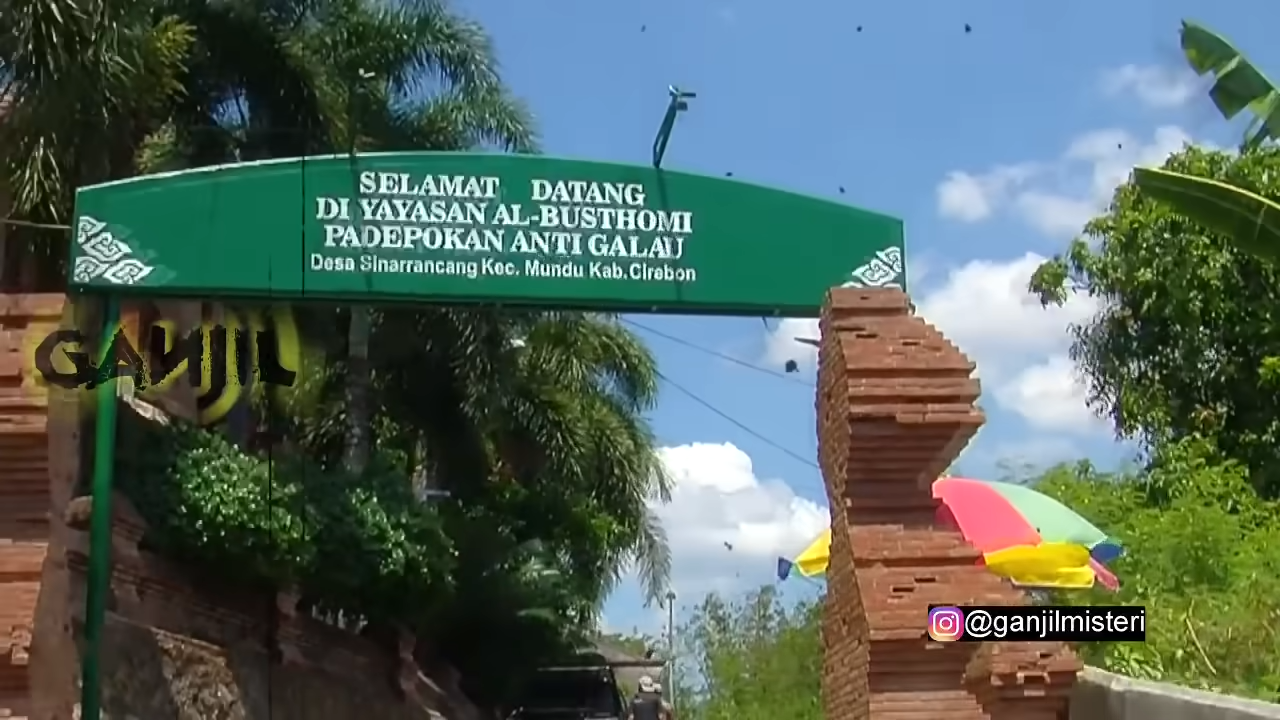 SELAMAT DATANG
DI YAYASAN AL-BUSTHOMI
PADEPOKAN ANTI GALAU
Desa Sinarrancang Kec. Mundu Kab. Cirebon
GANJIL
@ganjilmisteri